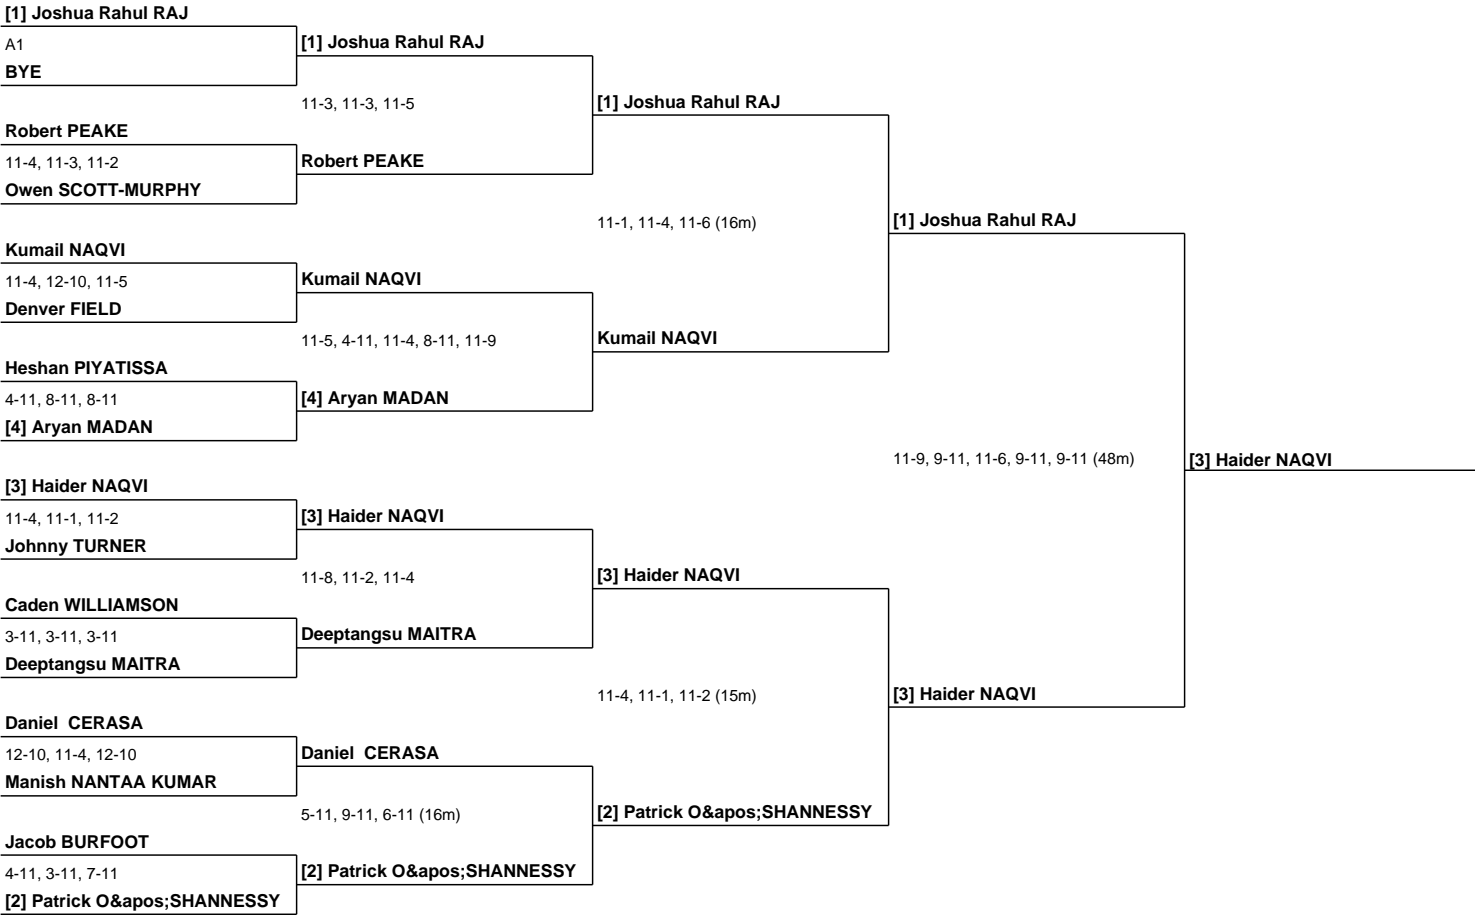 [1] Joshua Rahul RAJ
A1
BYE
Robert PEAKE
11-4, 11-3, 11-2
Owen SCOTT-MURPHY
Kumail NAQVI
11-4, 12-10, 11-5
Denver FIELD
Heshan PIYATISSA
4-11, 8-11, 8-11
[4] Aryan MADAN
[3] Haider NAQVI
11-4, 11-1, 11-2
Johnny TURNER
Caden WILLIAMSON
3-11, 3-11, 3-11
Deeptangsu MAITRA
Daniel  CERASA
12-10, 11-4, 12-10
Manish NANTAA KUMAR
Jacob BURFOOT
4-11, 3-11, 7-11
[2] Patrick O&apos;SHANNESSY
[1] Joshua Rahul RAJ
11-3, 11-3, 11-5
Robert PEAKE
Kumail NAQVI
11-5, 4-11, 11-4, 8-11, 11-9
[4] Aryan MADAN
[3] Haider NAQVI
11-8, 11-2, 11-4
Deeptangsu MAITRA
Daniel  CERASA
5-11, 9-11, 6-11 (16m)
[2] Patrick O&apos;SHANNESSY
[1] Joshua Rahul RAJ
11-1, 11-4, 11-6 (16m)
Kumail NAQVI
[3] Haider NAQVI
11-4, 11-1, 11-2 (15m)
[2] Patrick O&apos;SHANNESSY
[1] Joshua Rahul RAJ
11-9, 9-11, 11-6, 9-11, 9-11 (48m)
[3] Haider NAQVI
[3] Haider NAQVI